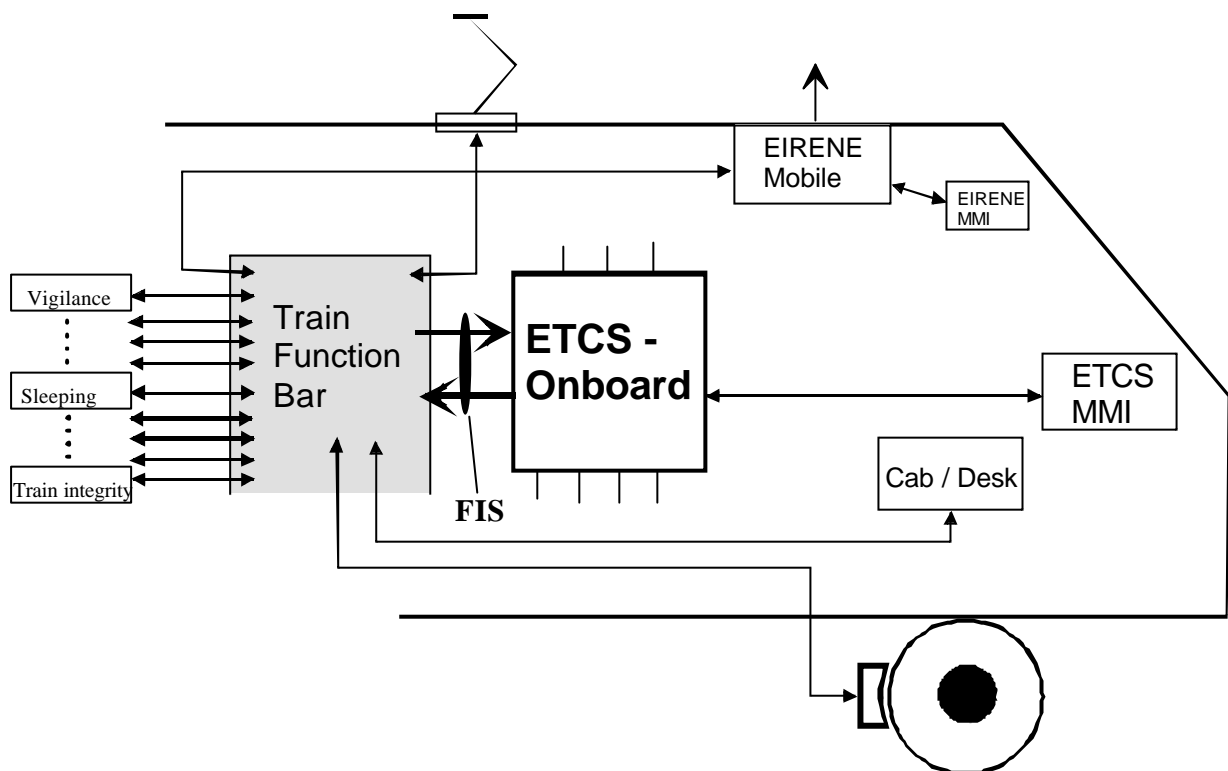 EIRENE
Mobile
EIRENE
MMI
Vigilance
Train
Function
Bar
ETCS -
Onboard
ETCS
MMI
Sleeping
Cab / Desk
Train integrity
FIS